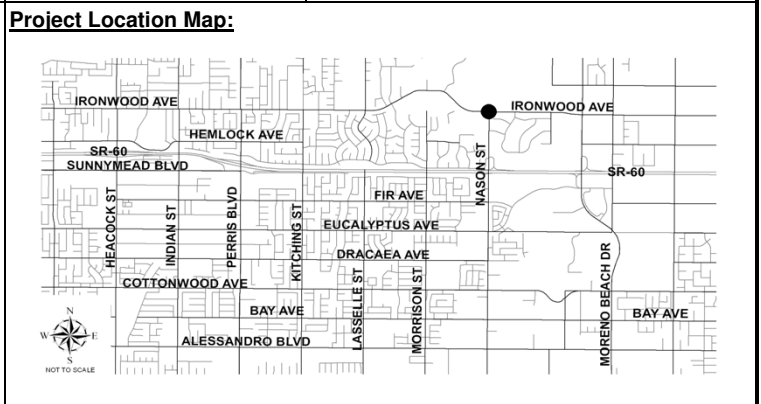 Project Location Map:
IRONWOOD AVE
IRONWOOD AVE
HEMLOCK AVE
SR-60
SUNNYMEAD BLVD
SR-60
FIR AVE
EUCALYPTUS AVE
DRACAEA AVE
COTTONWOOD AVE
BAY AVE
BAY AVE
ALESSANDRO BLVD
HEACOCK ST
INDIAN ST
PERRIS BLVD
KITCHING ST
LASSELLE ST
MORRISON ST
NASON ST
MORENO BEACH DR
N
W E
S
NOT TO SCALE